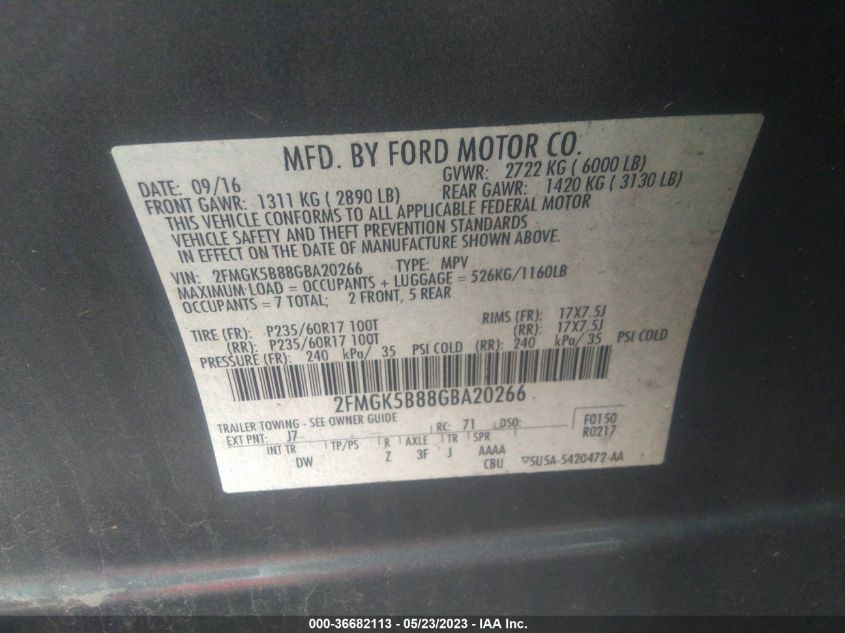 MFD. BY FORD MOTOR CO.
DATE: 09/16 GVWR: 2722 KG ( 6000 LB)
FRONT GAWR: 1311 KG ( 2890 LB) REAR GAWR: 1420 KG ( 3130 LB)
THIS VEHICLE CONFORMS TO ALL APPLICABLE FEDERAL MOTOR
VEHICLE SAFETY AND THEFT PREVENTION STANDARDS
IN EFFECT ON THE DATE OF MANUFACTURE SHOWN ABOVE.
VIN: 2FMGK5B88GBA20266 TYPE: MPV
MAXIMUM LOAD = OCCUPANTS + LUGGAGE = 526KG/1160LB
OCCUPANTS = 7 TOTAL; 2 FRONT, 5 REAR
TIRE (FR): P235/60R17 100T RIMS (FR): 17X7.5J
(RR): P235/60R17 100T (RR): 17X7.5J
PRESSURE (FR): 240 kPa/ 35 PSI COLD (RR): 240 kPa/ 35 PSI COLD
2FMGK5B88GBA20266
TRAILER TOWING - SEE OWNER GUIDE
EXT PNT: J7 RC: 71 DSO: F0150
R0217
INT TR TP/PS R AXLE TR SPR
DW Z 3F J AAAA
CBU 5U5A-5420472-AA
000-36682113 - 05/23/2023 - IAA Inc.